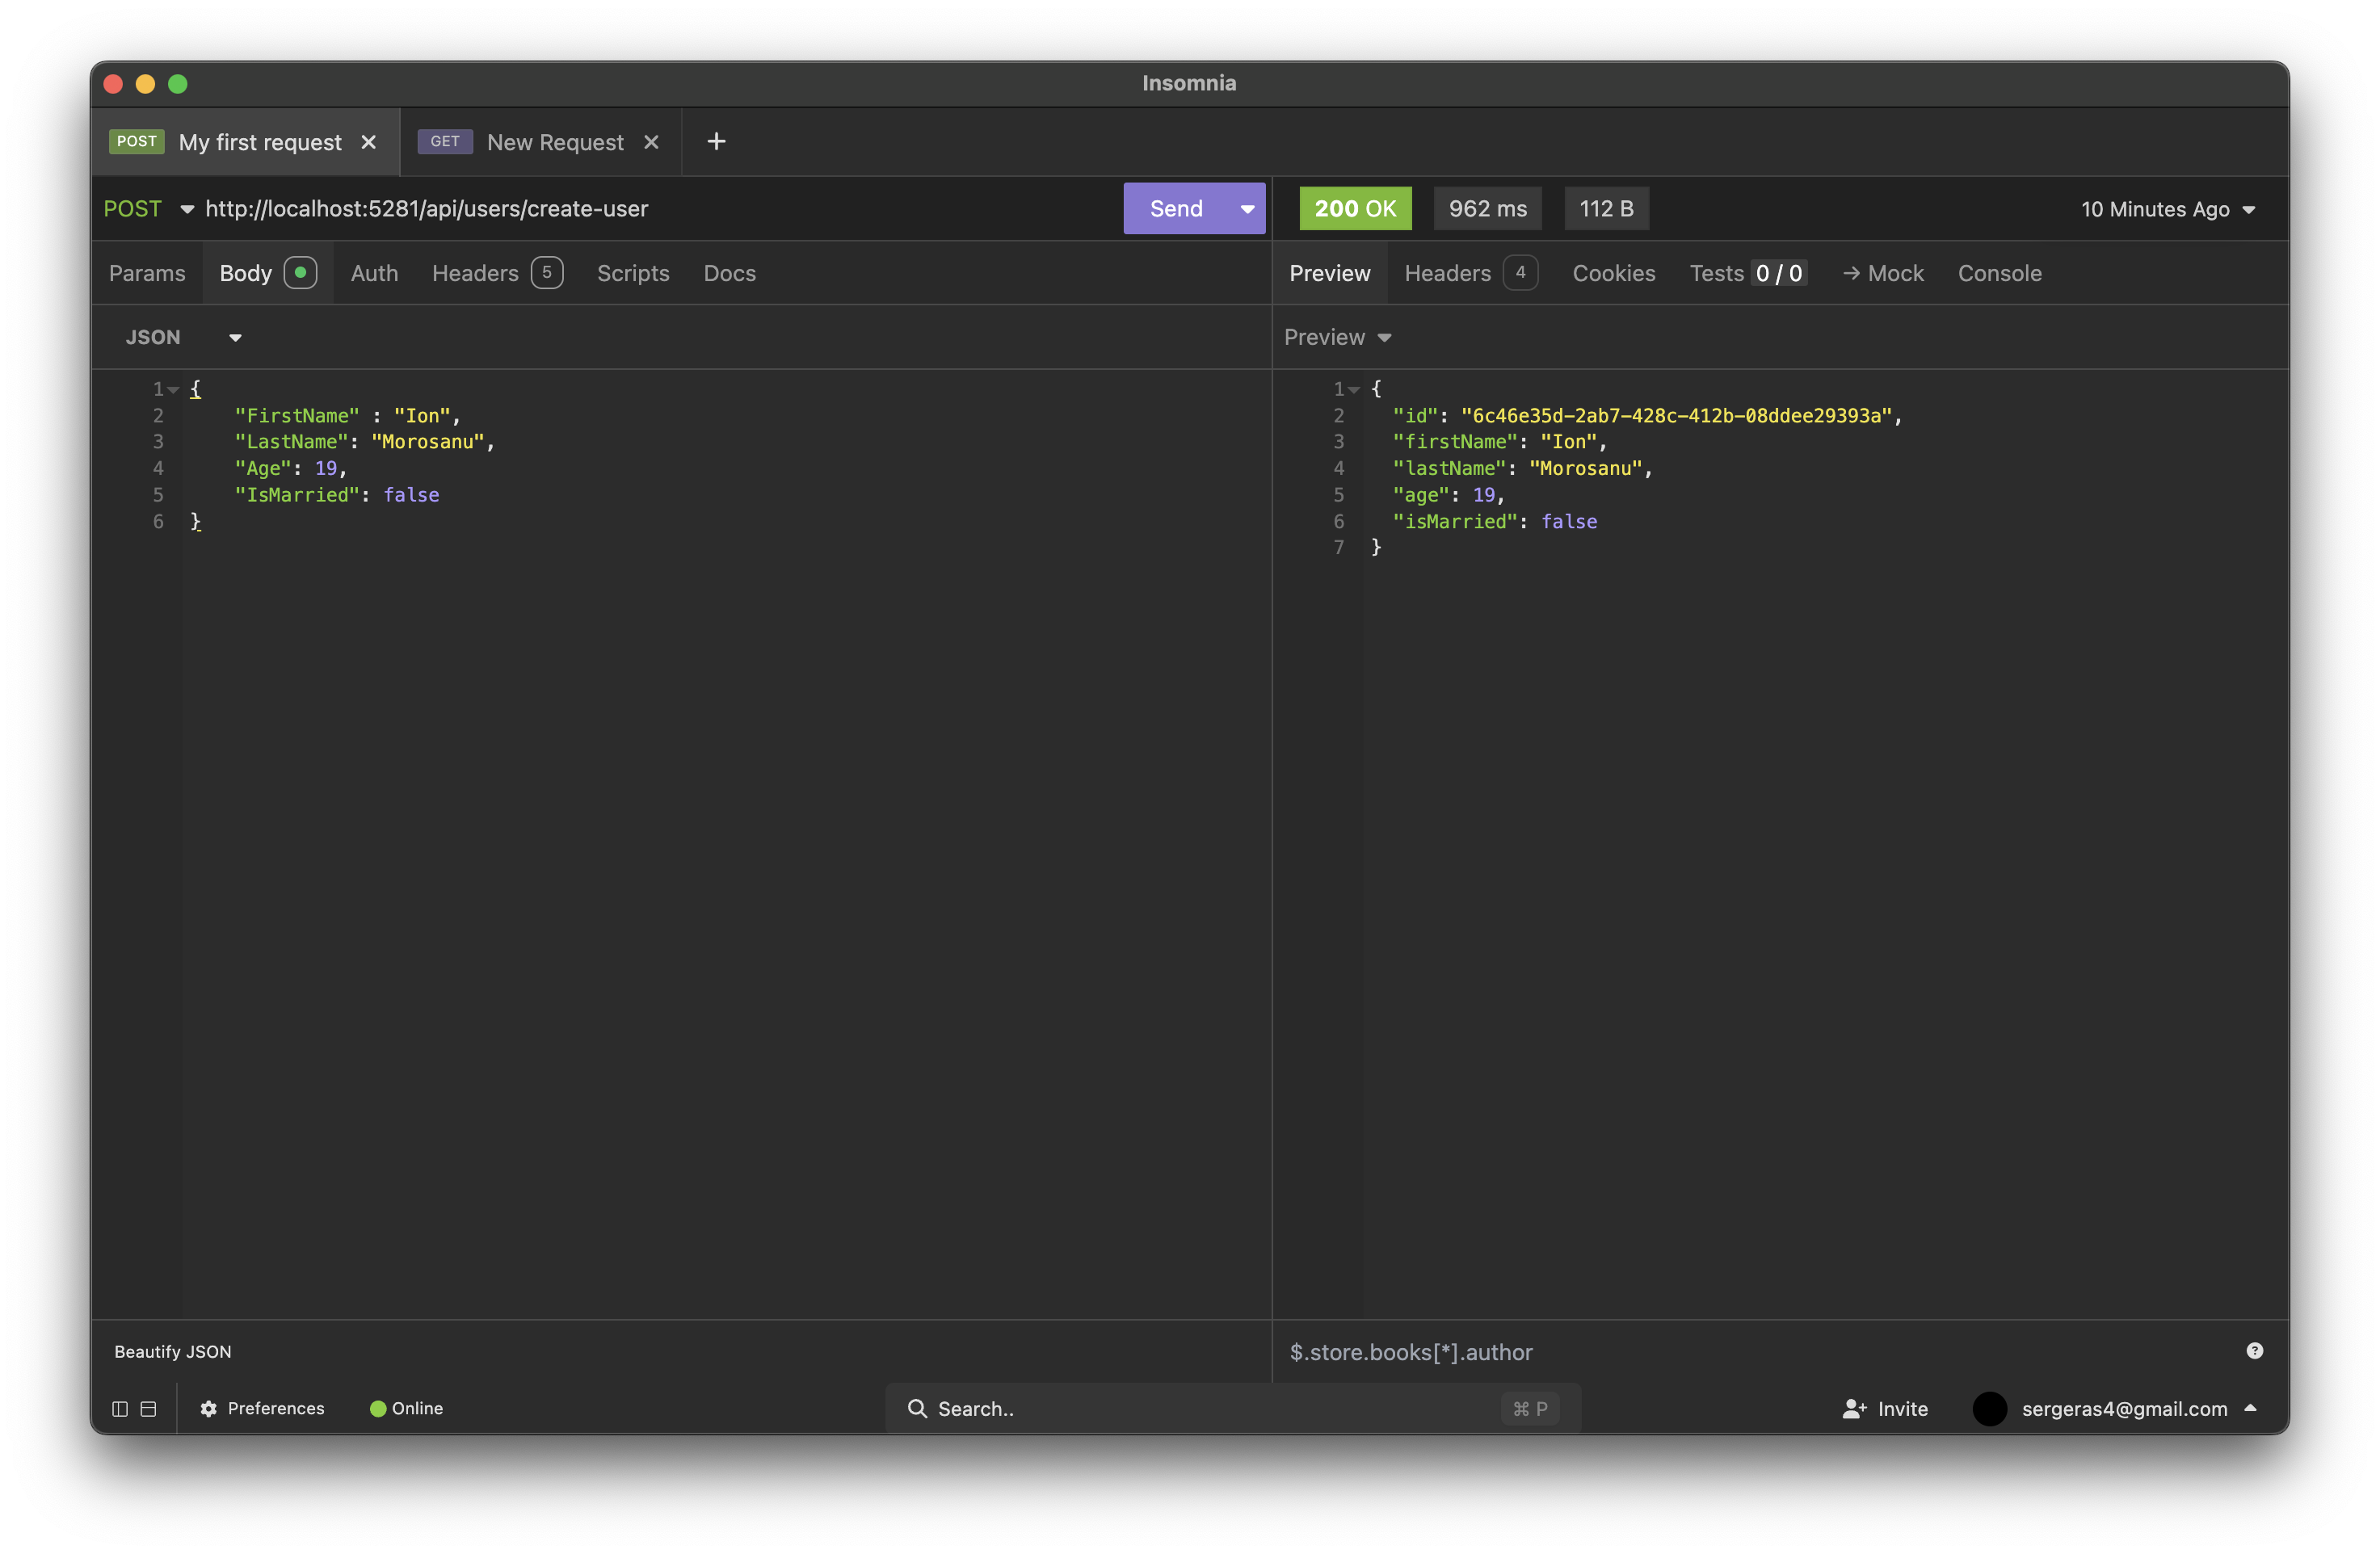 Insomnia
POST My first request GET New Request
POST http://localhost:5281/api/users/create-user Send 200 OK 962 ms 112 B 10 Minutes Ago
Params Body Auth Headers 5 Scripts Docs Preview Headers 4 Cookies Tests 0 / 0 → Mock Console
JSON Preview
1 {
2 "FirstName" : "Ion",
3 "LastName": "Morosanu",
4 "Age": 19,
5 "IsMarried": false
6 }
1 {
2 "id": "6c46e35d-2ab7-428c-412b-08ddee29393a",
3 "firstName": "Ion",
4 "lastName": "Morosanu",
5 "age": 19,
6 "isMarried": false
7 }
Beautify JSON $.store.books[*].author ?
Preferences Online Search.. ⌘ P Invite sergeras4@gmail.com